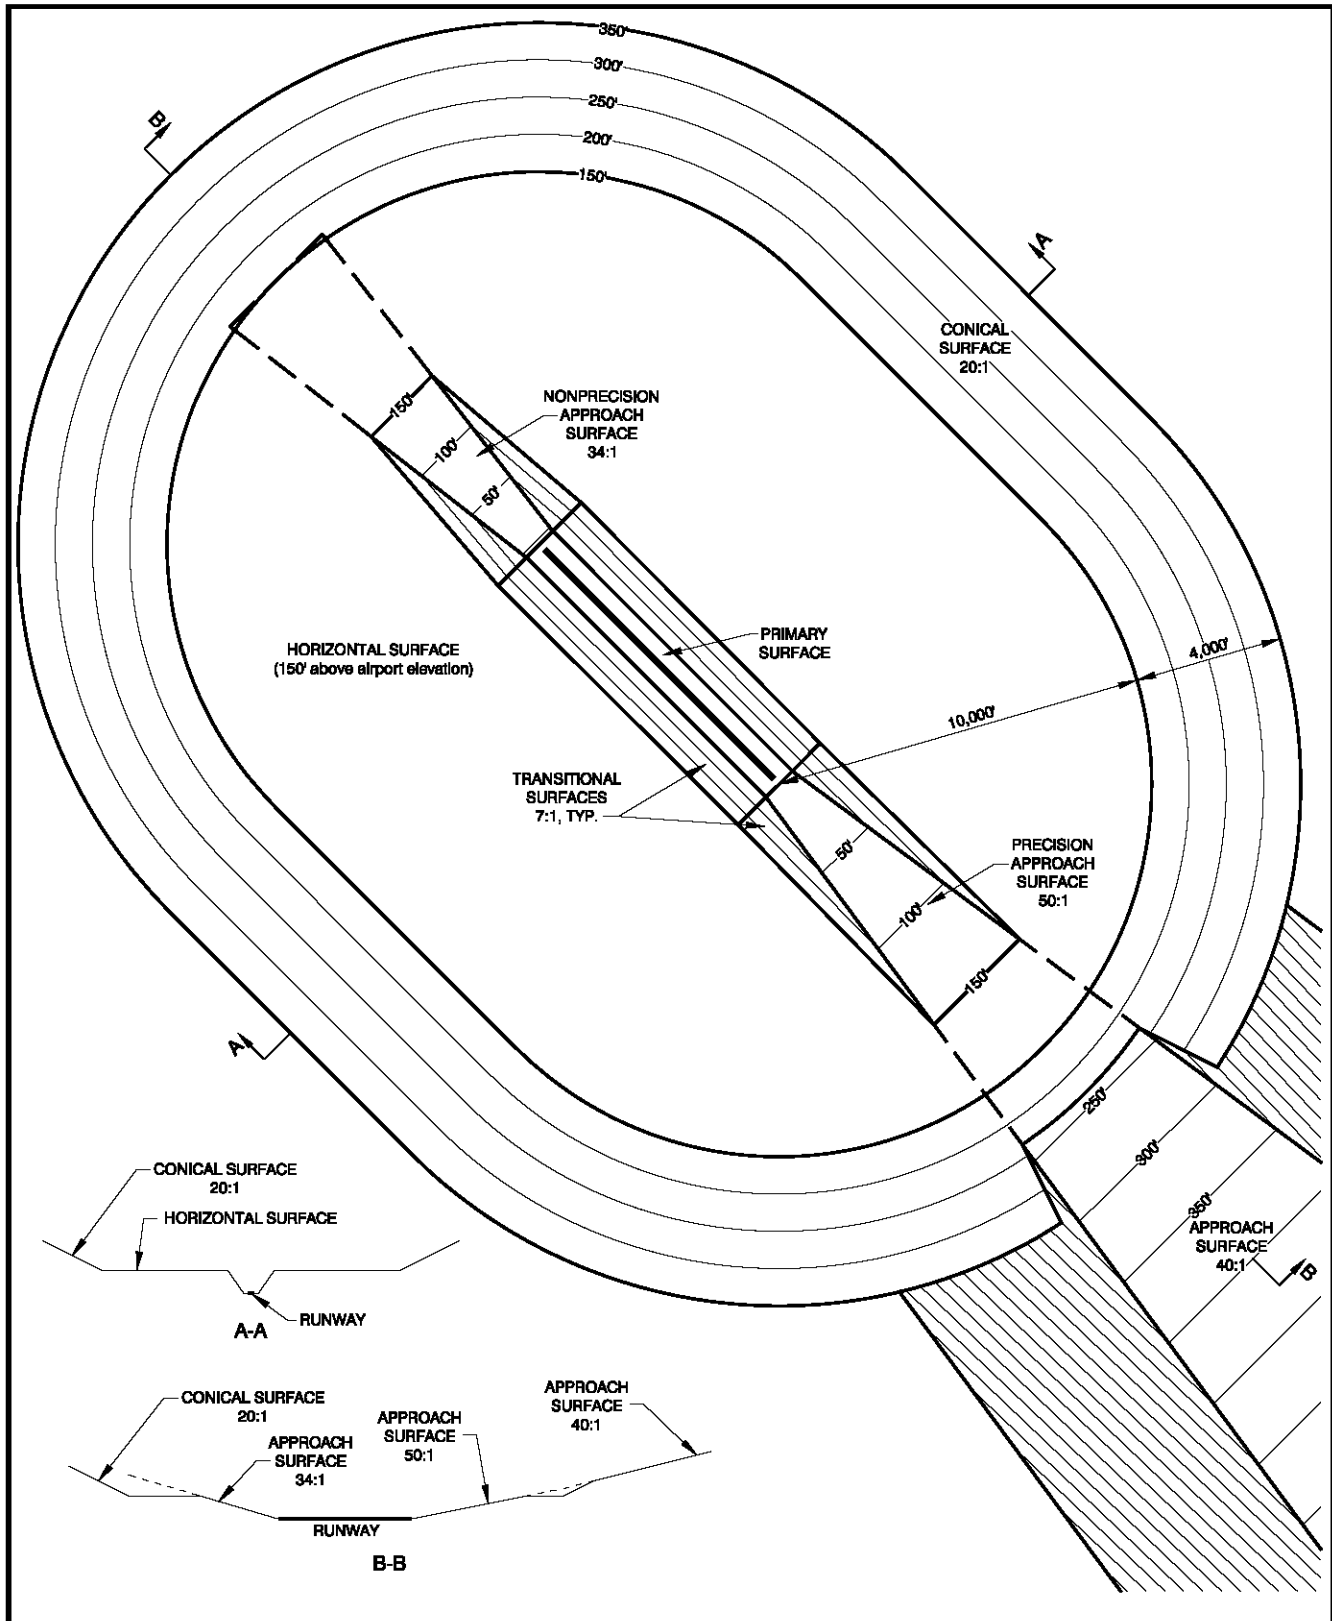 350'
300'
250'
200'
150'
B
A
CONICAL
SURFACE
20:1
NONPRECISION
APPROACH
SURFACE
34:1
150'
100'
50'
HORIZONTAL SURFACE
(150' above airport elevation)
PRIMARY
SURFACE
4,000'
10,000'
TRANSITIONAL
SURFACES
7:1, TYP.
50'
100'
150'
PRECISION
APPROACH
SURFACE
50:1
A
250'
300'
350'
APPROACH
SURFACE
40:1
B
CONICAL SURFACE
20:1
HORIZONTAL SURFACE
RUNWAY
A-A
CONICAL SURFACE
20:1
APPROACH
SURFACE
34:1
APPROACH
SURFACE
50:1
APPROACH
SURFACE
40:1
RUNWAY
B-B